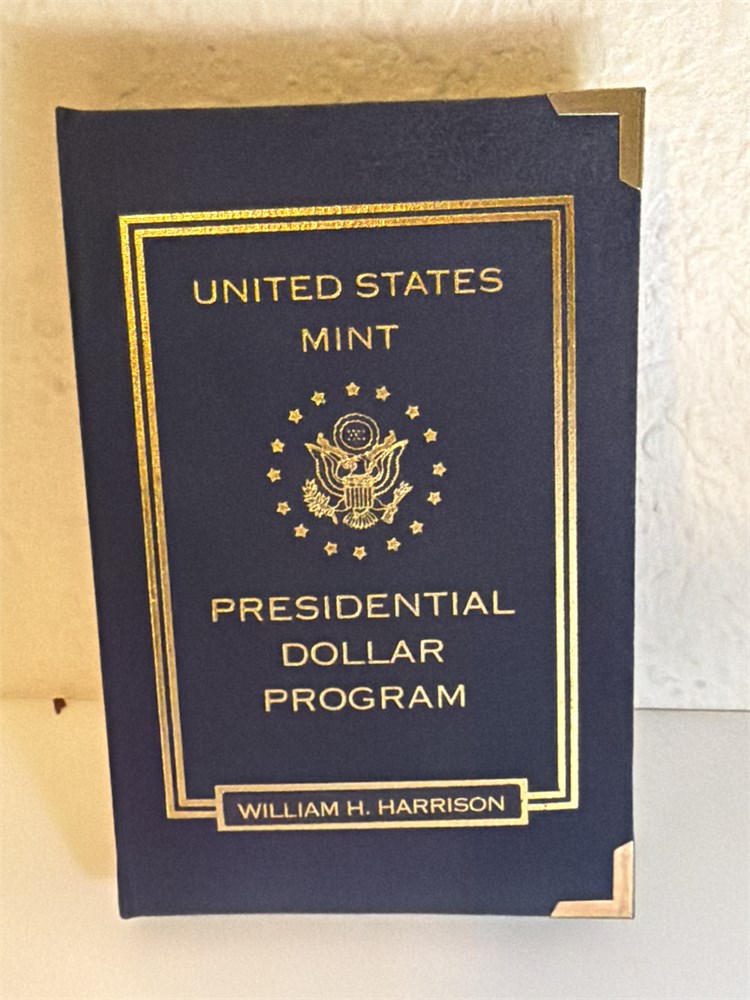 UNITED STATES
MINT
PRESIDENTIAL
DOLLAR
PROGRAM
WILLIAM H. HARRISON